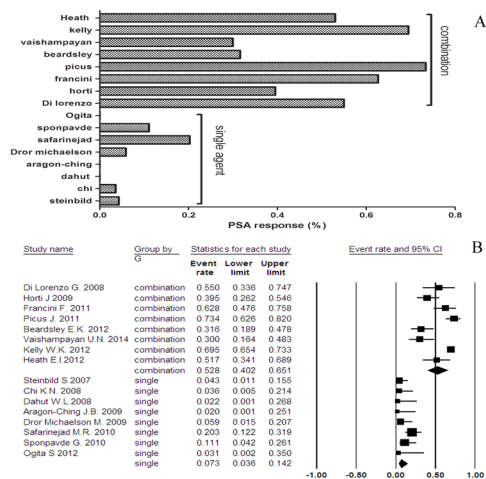 A
Heath
kelly
vaishampayan
beardsley
picus
francini
horti
Di lorenzo
Ogita
sponpavde
safarinejad
Dror michaelson
aragon-ching
dahut
chi
steinbild
combination
single agent
0.0 0.2 0.4 0.6 0.8
PSA response (%)
B
Study name Group by G Statistics for each study Event rate and 95% CI
Event rate Lower limit Upper limit
Di Lorenzo G. 2008 combination 0.550 0.336 0.747
Horti J 2009 combination 0.395 0.262 0.546
Francini F. 2011 combination 0.628 0.476 0.758
Picus J. 2011 combination 0.734 0.626 0.820
Beardsley E.K. 2012 combination 0.316 0.189 0.478
Vaishampayan U.N. 2014 combination 0.300 0.164 0.483
Kelly W.K. 2012 combination 0.695 0.654 0.733
Heath E.I.2012 combination 0.517 0.341 0.689
combination 0.528 0.402 0.651
Steinbild S.2007 single 0.043 0.011 0.155
Chi K.N. 2008 single 0.036 0.005 0.214
Dahut W.L.2008 single 0.022 0.001 0.268
Aragon-Ching J.B. 2009 single 0.020 0.001 0.251
Dror Michaelson M. 2009 single 0.059 0.015 0.207
Safarinejad M.R. 2010 single 0.203 0.122 0.319
Sponpavde G. 2010 single 0.111 0.042 0.261
Ogita S 2012 single 0.031 0.002 0.350
single 0.073 0.036 0.142
-1.00 -0.50 0.00 0.50 1.00